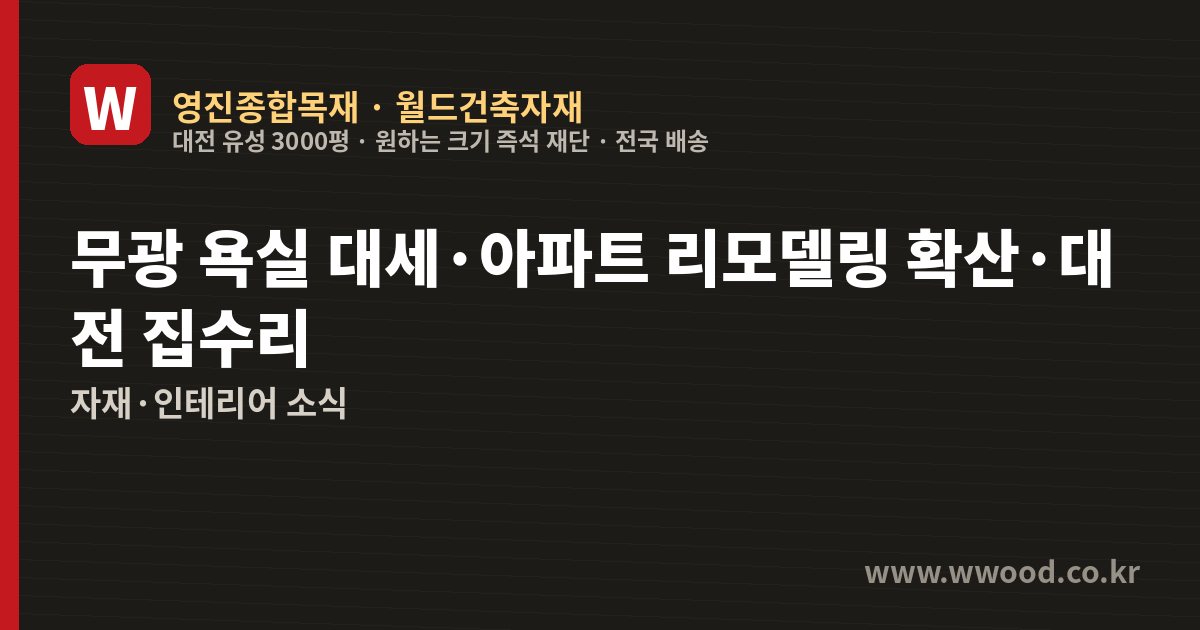 W
영진종합목재 · 월드건축자재
대전 유성 3000평 · 원하는 크기 즉석 재단 · 전국 배송
무광 욕실 대세·아파트 리모델링 확산·대
전 집수리
자재·인테리어 소식
www.wwood.co.kr